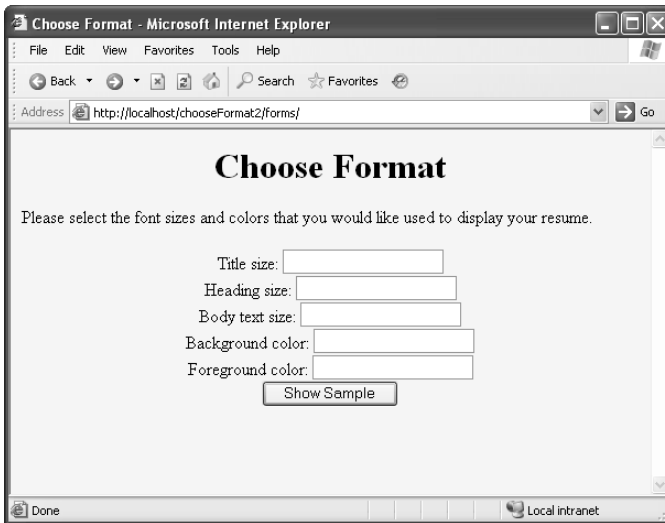 Choose Format - Microsoft Internet Explorer
File Edit View Favorites Tools Help
Back Search Favorites
Address http://localhost/chooseFormat2/forms/ Go
Choose Format
Please select the font sizes and colors that you would like used to display your resume.
Title size:
Heading size:
Body text size:
Background color:
Foreground color:
Show Sample
Done Local intranet